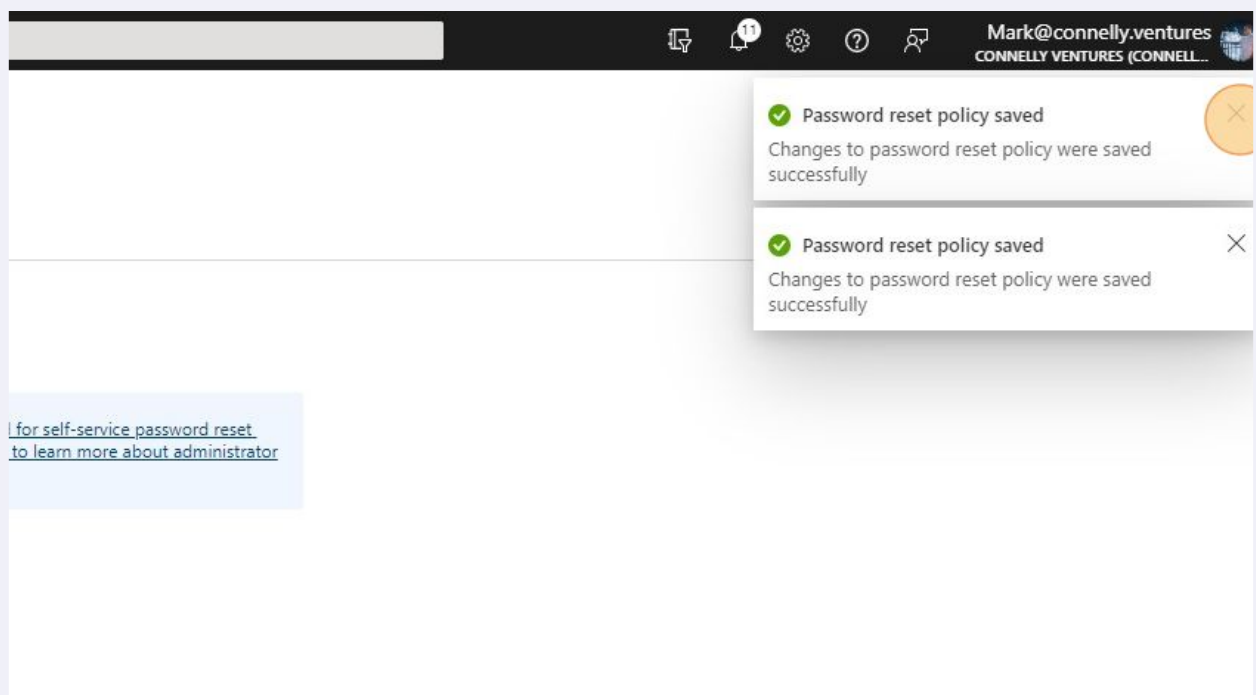 11
Mark@connelly.ventures
CONNELLY VENTURES (CONNELL...
Password reset policy saved
Changes to password reset policy were saved
successfully
Password reset policy saved
Changes to password reset policy were saved
successfully
for self-service password reset
to learn more about administrator